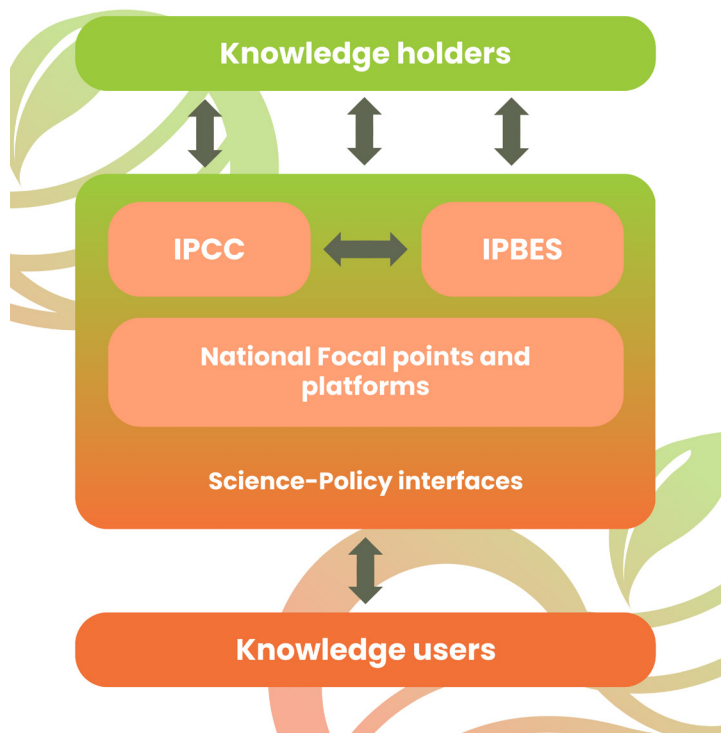 Knowledge holders
IPCC
IPBES
National Focal points and
platforms
Science-Policy interfaces
Knowledge users